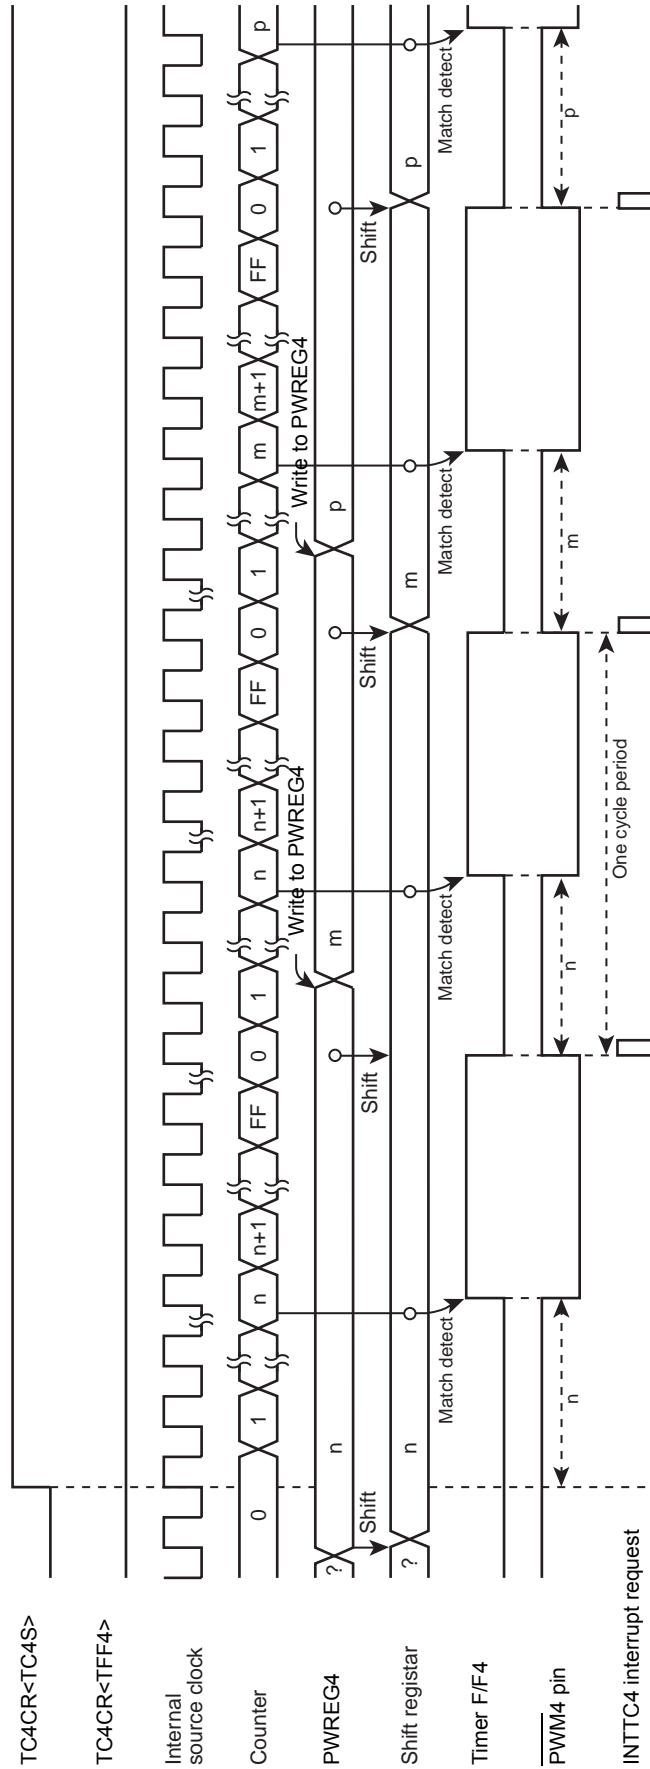 TC4CR<TC4S>
TC4CR<TFF4>
Internal
source clock
Counter
0
1
n
n+1
FF
0
1
n
n+1
FF
0
1
m
m+1
FF
0
1
p
Write to PWREG4
Write to PWREG4
PWREG4
?
n
m
p
Shift
Shift
Shift
Shift
Shift registar
?
n
m
p
Match detect
Match detect
Match detect
Match detect
Timer F/F4
PWM4 pin
n
n
m
p
One cycle period
INTTC4 interrupt request